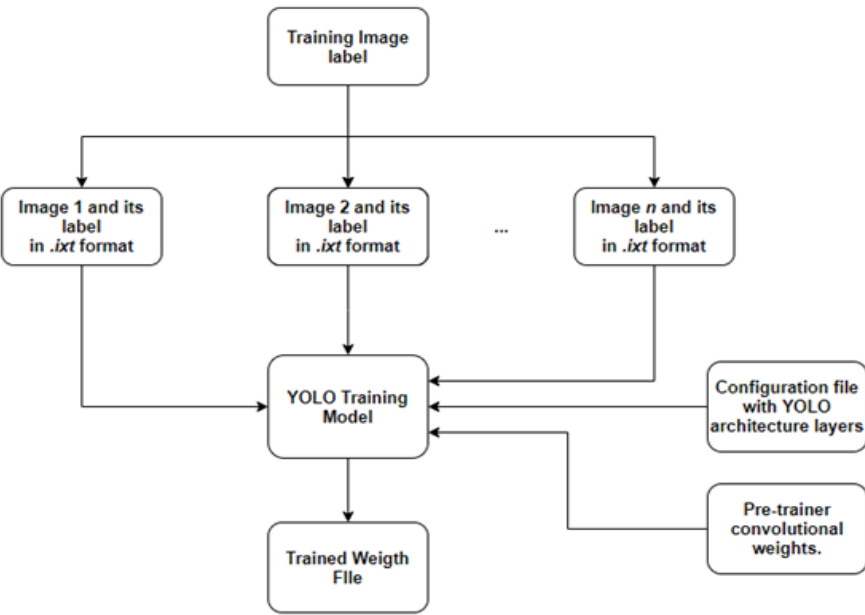 Training Image
label
Image 1 and its
label
in .ixt format
Image 2 and its
label
in .ixt format
...
Image n and its
label
in .ixt format
YOLO Training
Model
Configuration file
with YOLO
architecture layers
Pre-trainer
convolutional
weights.
Trained Weigth
FIle